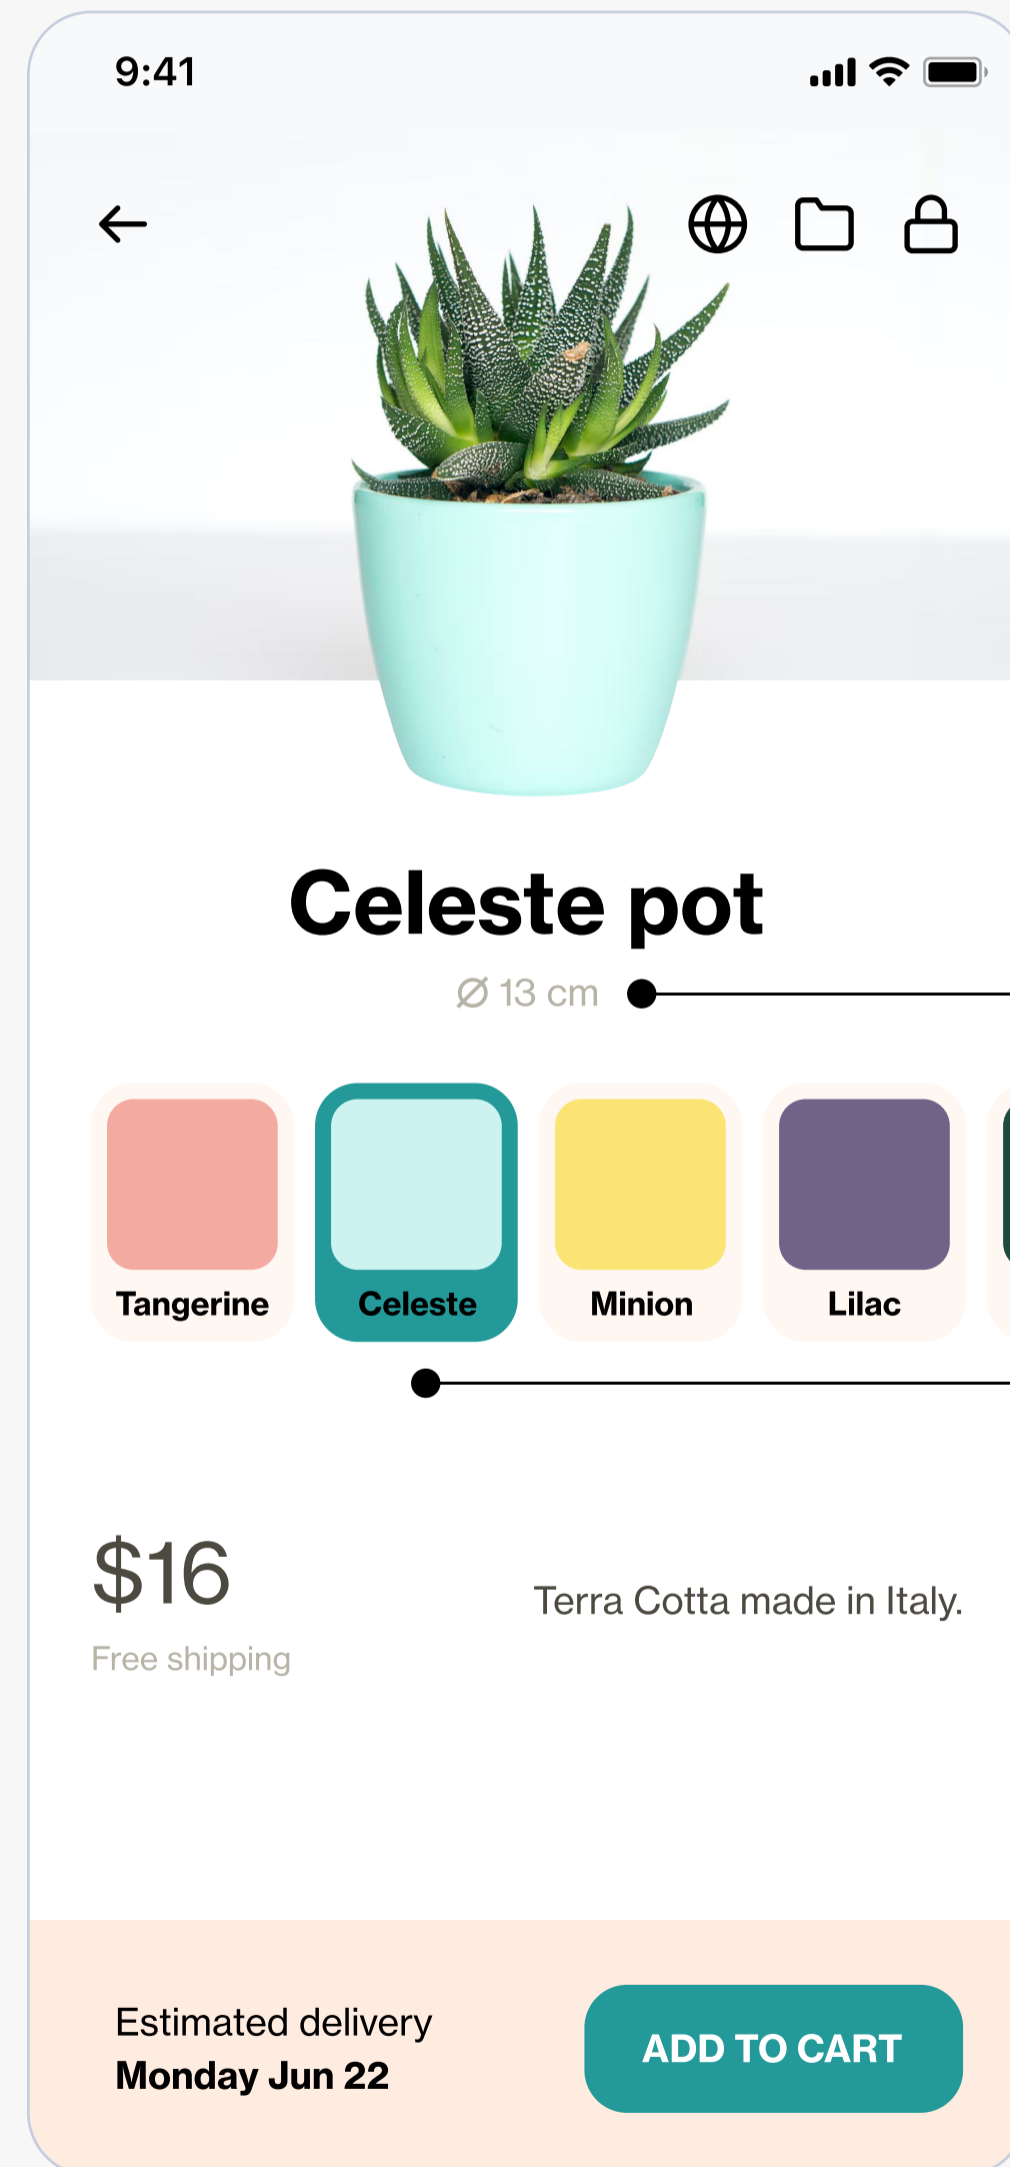 9:41
Celeste pot
Ø 13 cm
Tangerine
Celeste
Minion
Lilac
$16
Free shipping
Terra Cotta made in Italy.
Estimated delivery
Monday Jun 22
ADD TO CART